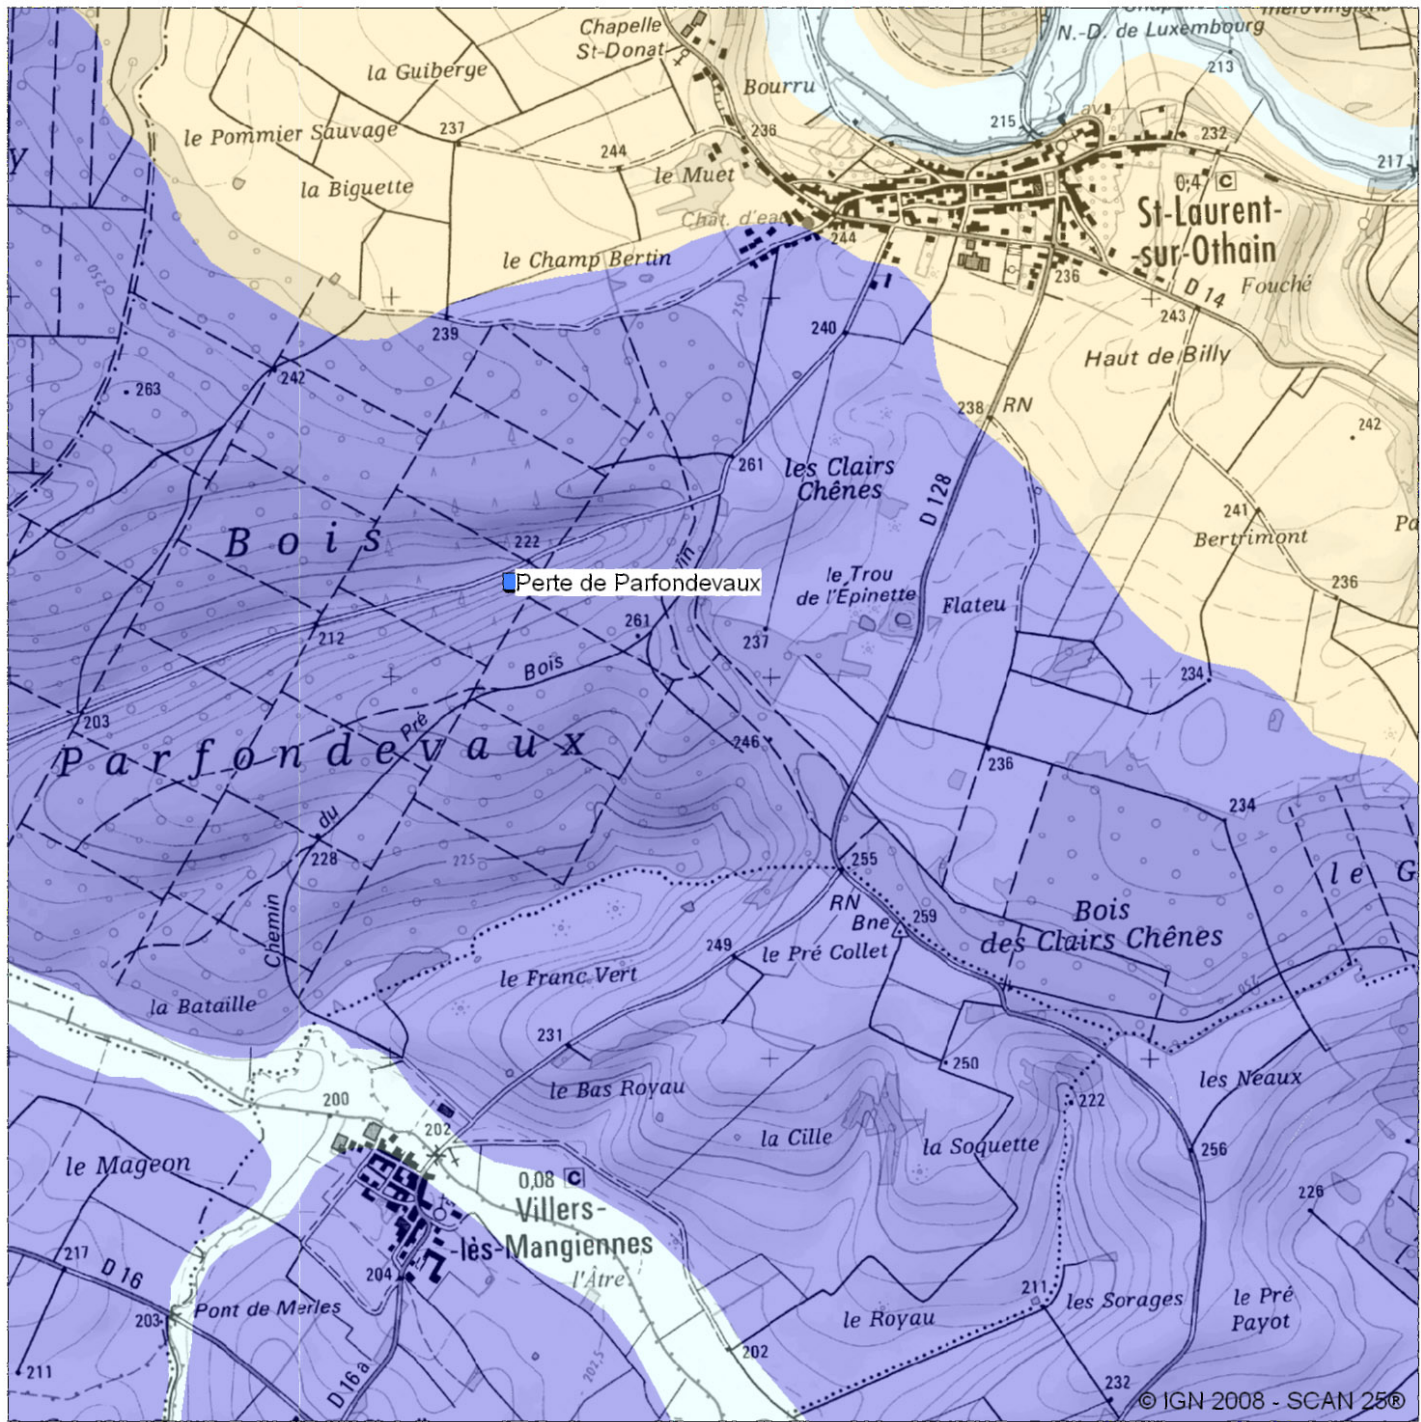 Chapelle
St-Donat
N.-D. de Luxembourg
213
la Guiberge
Bourru
le Pommier Sauvage
237
236
215
232
244
217
la Biguette
le Muet
0,4 C
Chat. d'eau
St-Laurent-
-sur-Othain
244
le Champ Bertin
236
D 14
Fouché
250
243
239
240
Haut de Billy
242
263
238
RN
242
261
les Clairs
Chênes
D 128
241
Bertrimont
Bois
222
Perte de Parfondevaux
le Trou
de l'Épinette
Flateu
236
212
261
237
Bois
234
203
Pré
Parfondevaux
246
236
du
234
228
225
255
le G
Chemin
RN
Bne
259
Bois
des Clairs Chênes
249
le Pré Collet
le Franc Vert
250
la Bataille
231
250
les Neaux
le Bas Royau
200
222
202
la Cille
la Soquette
256
le Mageon
0,08 C
Villers-
-lès-Mangiennes
226
217
D 16
204
l'Âtre
211
les Sorages
le Pré
Payot
203
Pont de Merles
le Royau
202
211
D 16a
202,5
232
© IGN 2008 - SCAN 25®